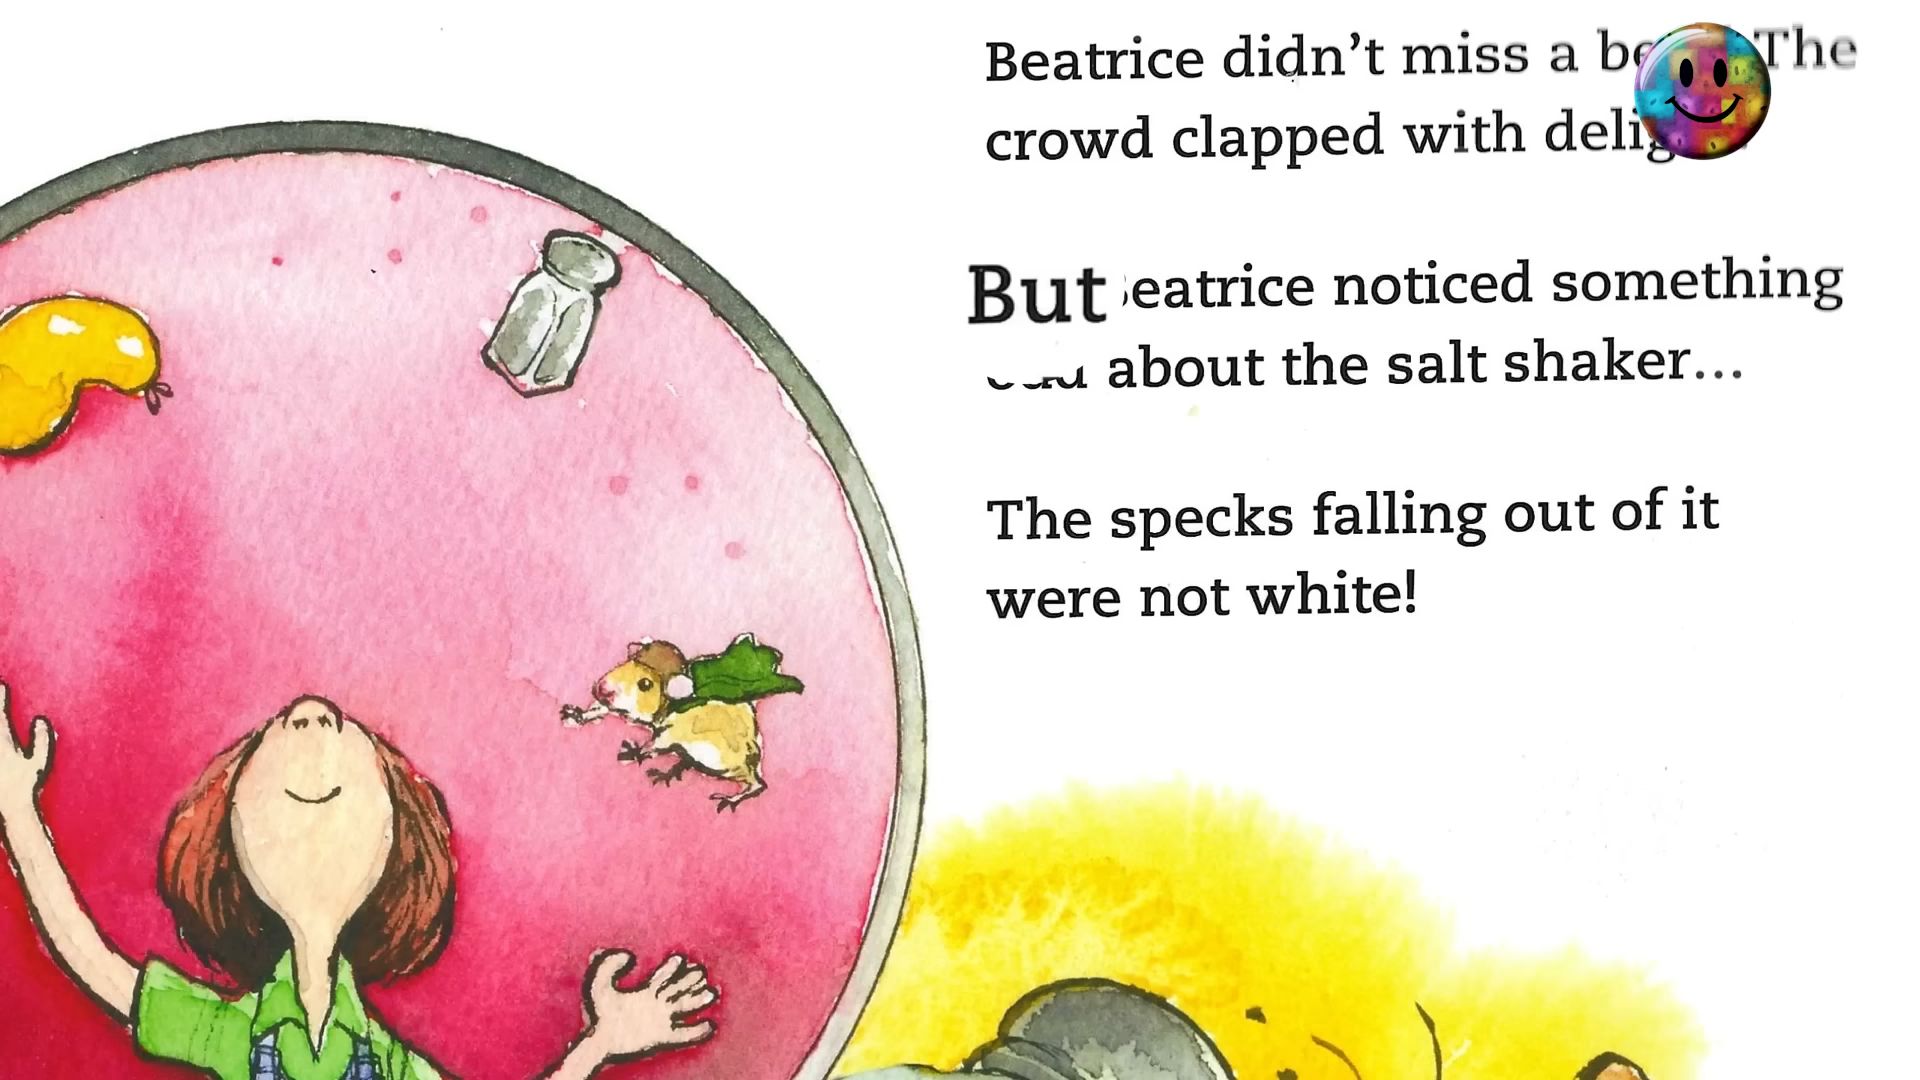 Beatrice didn't miss a The
crowd clapped with
But eatrice noticed something
about the salt shaker...
The specks falling out of it
were not white!